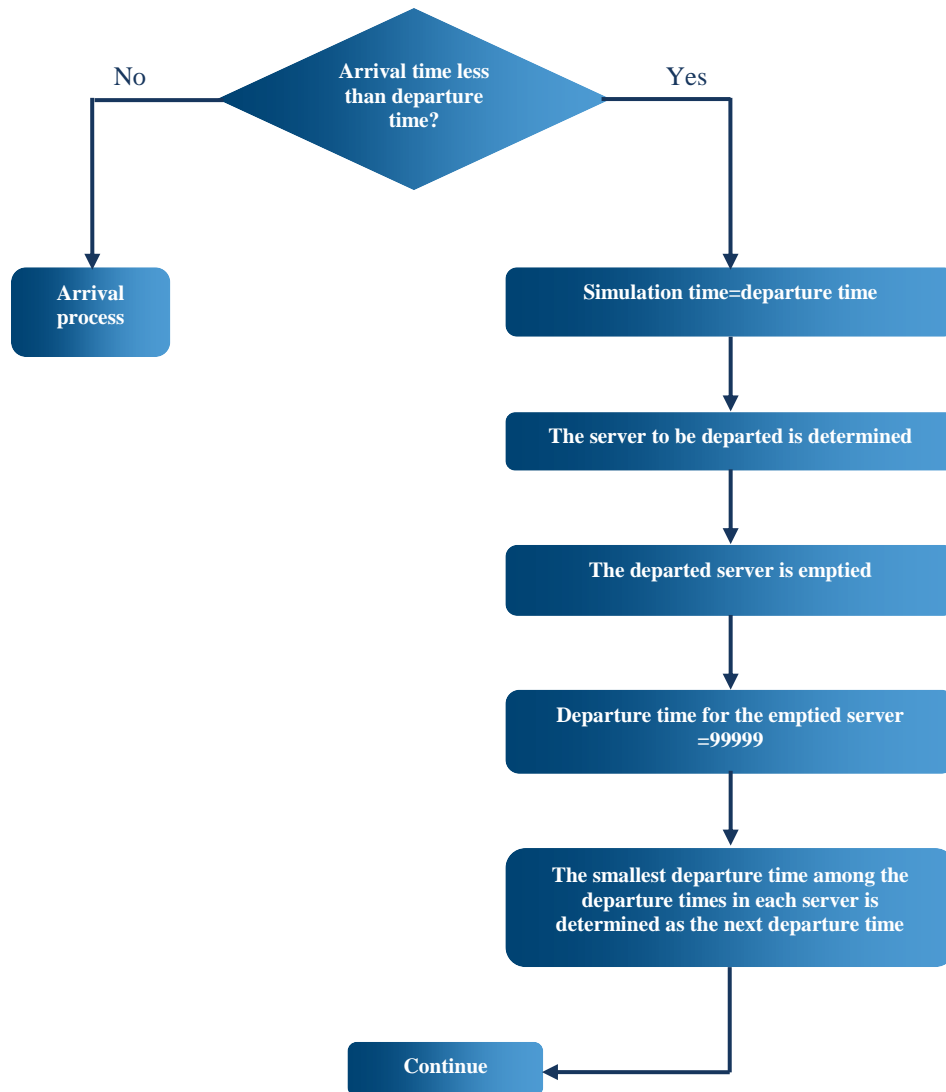 Arrival time less
than departure
time?
No
Yes
Arrival
process
Simulation time=departure time
The server to be departed is determined
The departed server is emptied
Departure time for the emptied server
=99999
The smallest departure time among the
departure times in each server is
determined as the next departure time
Continue